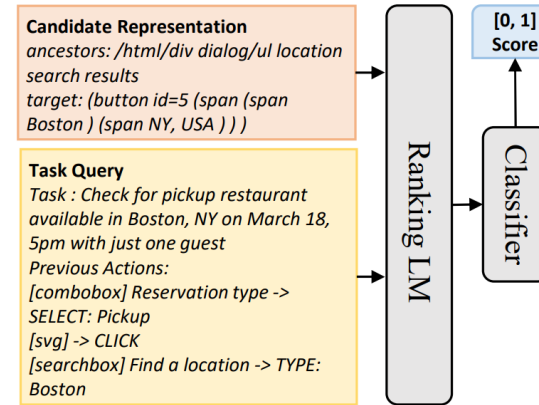 Candidate Representation
ancestors: /html/div dialog/ul location
search results
target: (button id=5 (span (span
Boston ) (span NY, USA ) ) )
Task Query
Task : Check for pickup restaurant
available in Boston, NY on March 18,
5pm with just one guest
Previous Actions:
[combobox] Reservation type ->
SELECT: Pickup
[svg] -> CLICK
[searchbox] Find a location -> TYPE:
Boston
Ranking LM
[0, 1]
Score
Classifier